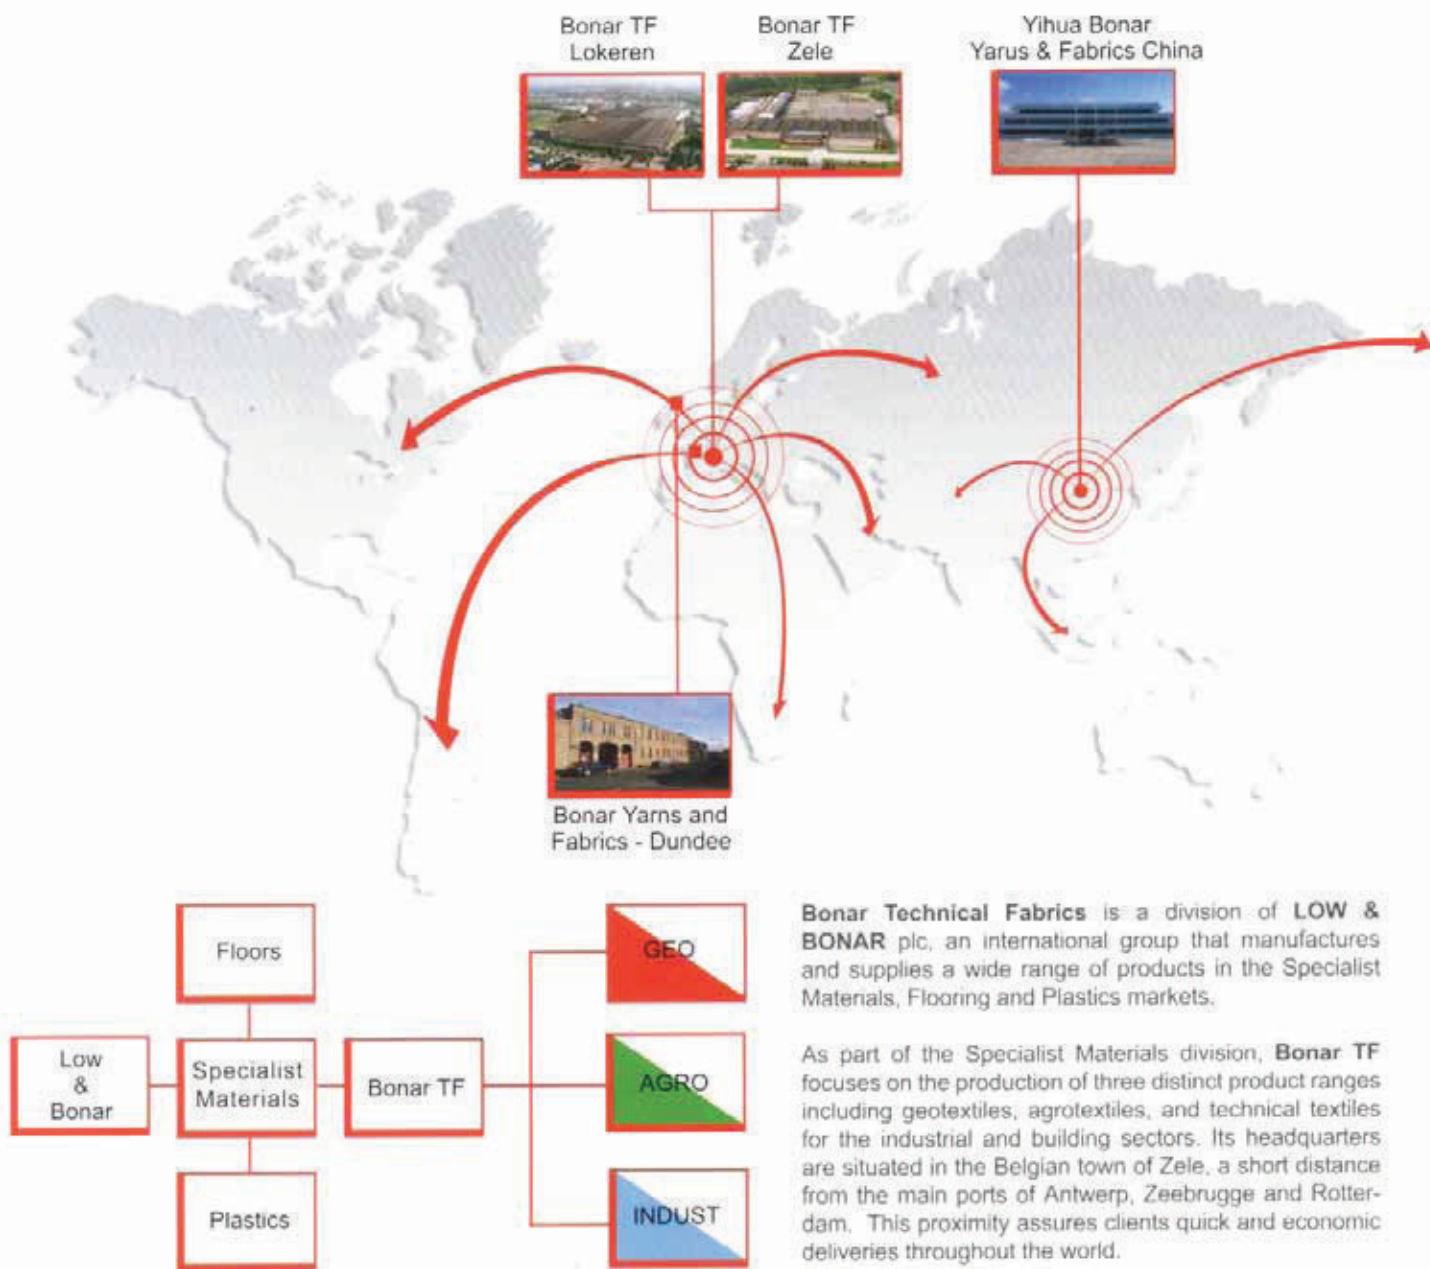 Bonar TF
Lokeren
Bonar TF
Zele
Yihua Bonar
Yarus & Fabrics China
Bonar Yarns and
Fabrics - Dundee
Floors
Low
&
Bonar
Specialist
Materials
Bonar TF
Plastics
GEO
AGRO
INDUST
Bonar Technical Fabrics is a division of LOW &
BONAR plc, an international group that manufactures
and supplies a wide range of products in the Specialist
Materials, Flooring and Plastics markets.
As part of the Specialist Materials division, Bonar TF
focuses on the production of three distinct product ranges
including geotextiles, agrotextiles, and technical textiles
for the industrial and building sectors. Its headquarters
are situated in the Belgian town of Zele, a short distance
from the main ports of Antwerp, Zeebrugge and Rotter-
dam. This proximity assures clients quick and economic
deliveries throughout the world.